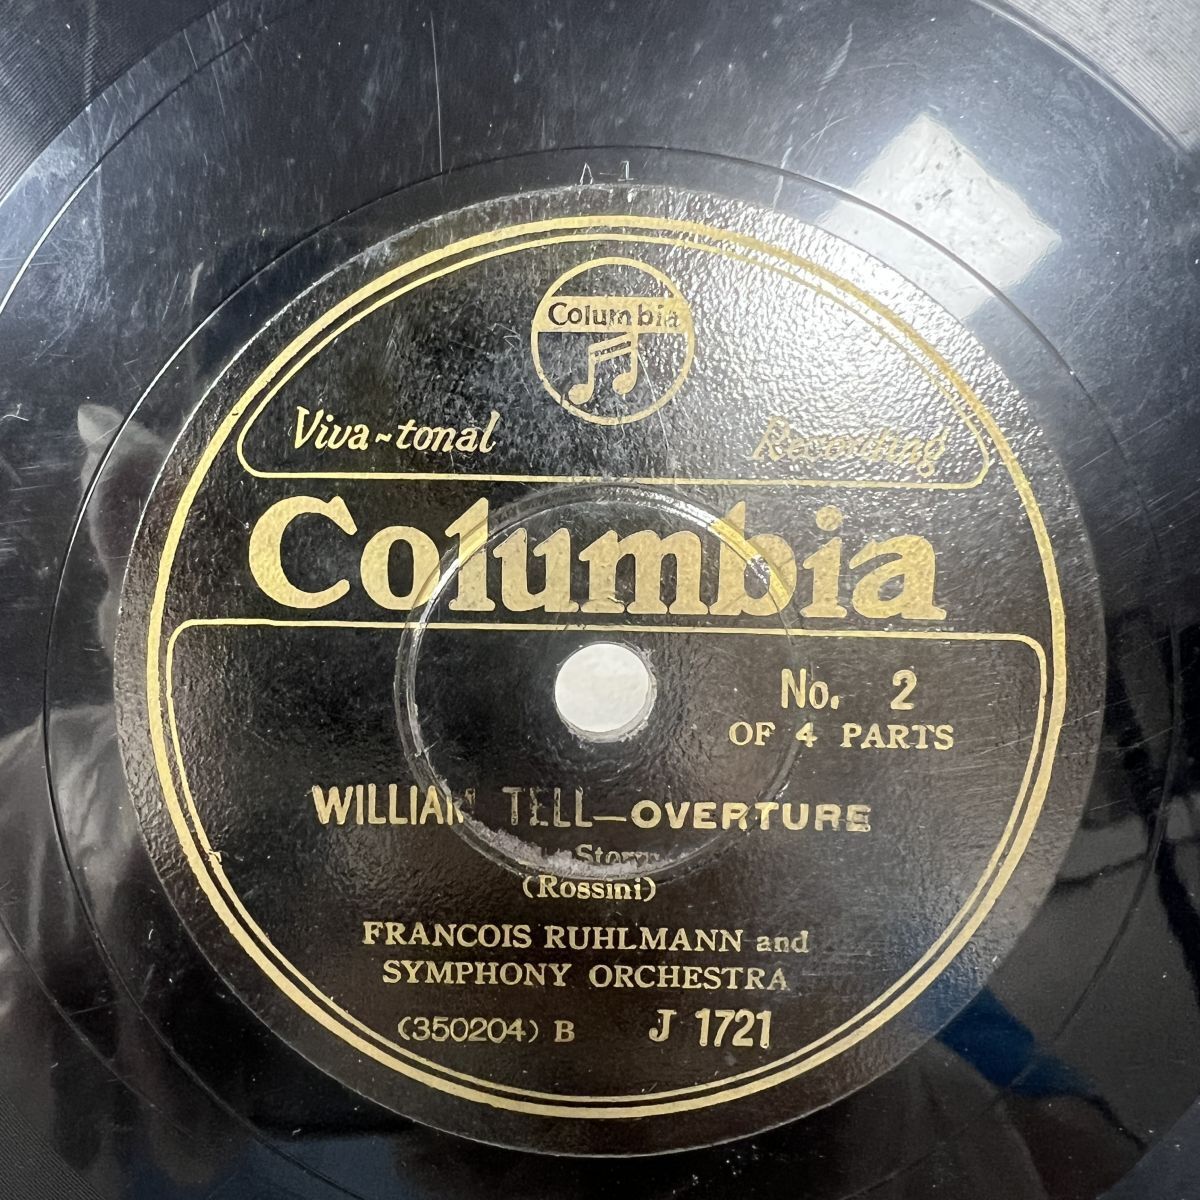 A-1
Columbia
Viva-tonal Recording
Columbia
No. 2
OF 4 PARTS
WILLIAM TELL—OVERTURE
Storm
(Rossini)
FRANCOIS RUHLMANN and
SYMPHONY ORCHESTRA
(350204) B J 1721